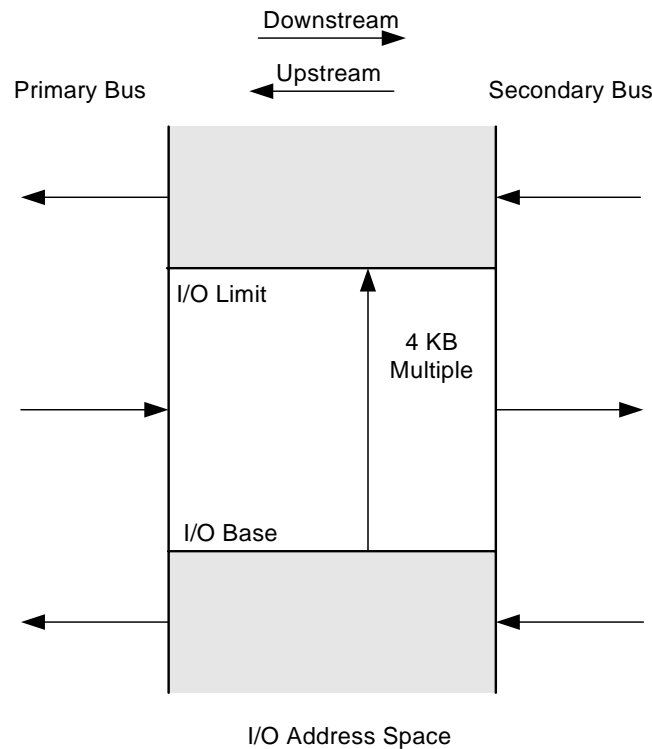 Downstream
Upstream
Primary Bus
Secondary Bus
I/O Limit
4 KB
Multiple
I/O Base
I/O Address Space